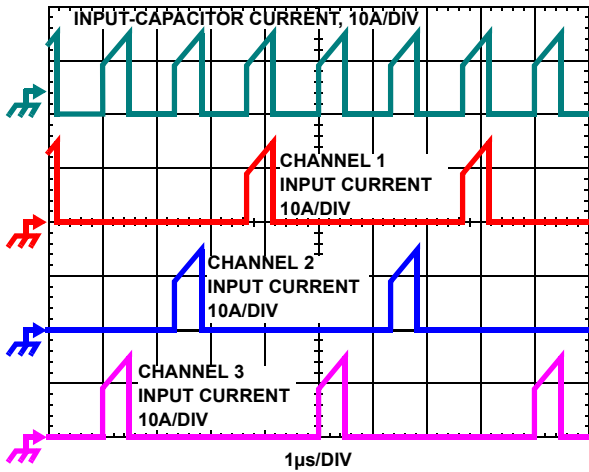 INPUT-CAPACITOR CURRENT, 10A/DIV
CHANNEL 1
INPUT CURRENT
10A/DIV
CHANNEL 2
INPUT CURRENT
10A/DIV
CHANNEL 3
INPUT CURRENT
10A/DIV
1µs/DIV